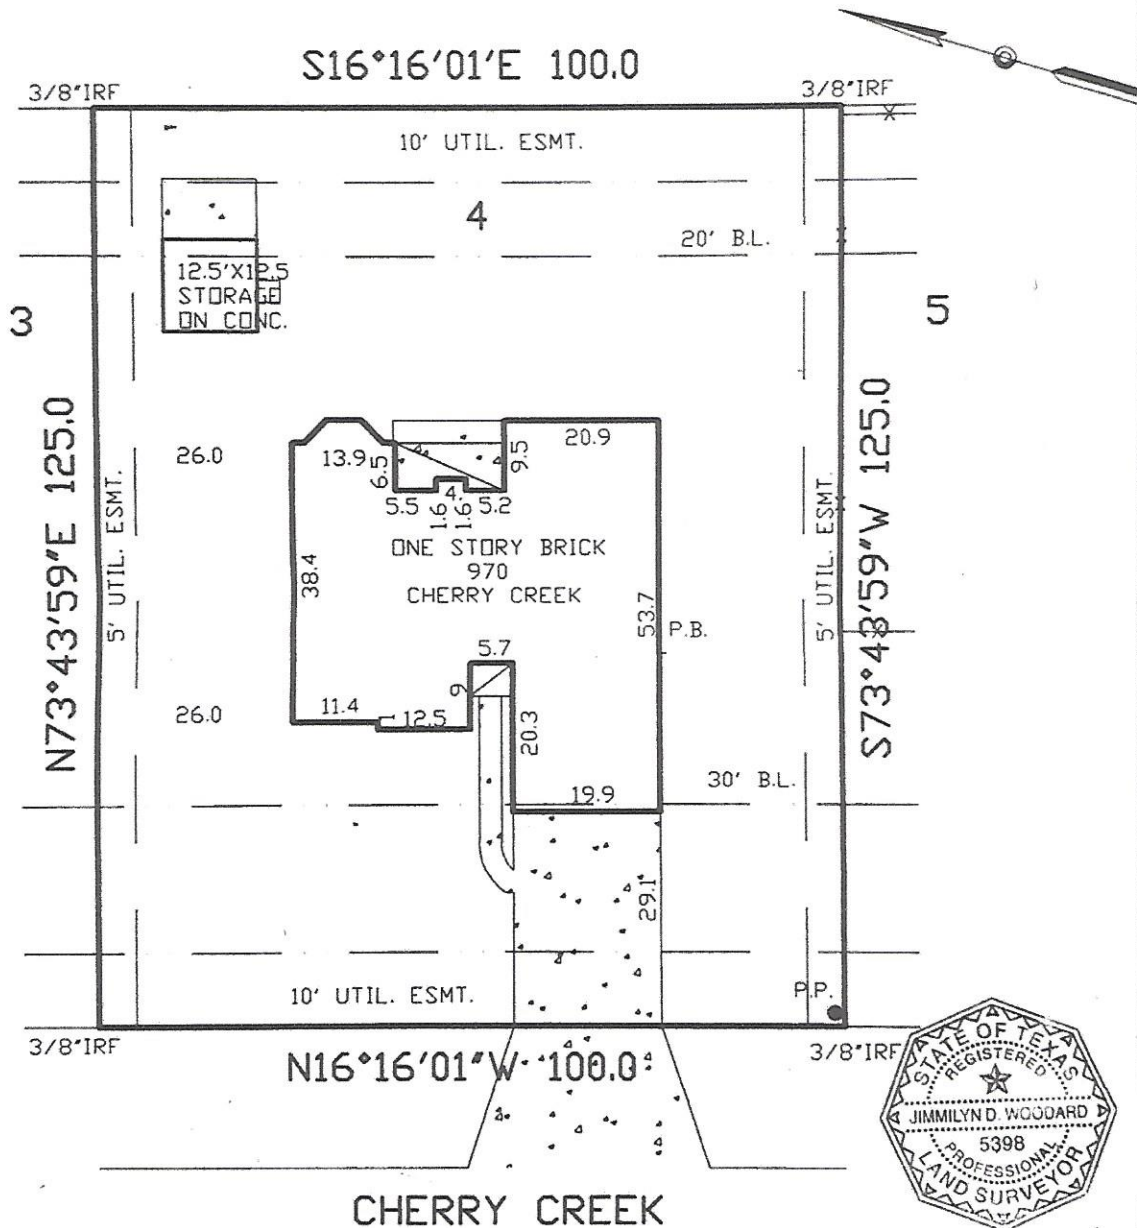 S16°16'01'E 100.0
3/8"IRF
3/8"IRF
10' UTIL. ESMT.
4
20' B.L.
12.5'X12.5
STORAGE
ON CONC.
3
5
N73°43'59"E 125.0
5' UTIL. ESMT.
26.0
13.9
6.5
9.5
20.9
5.5
4.
5.2
1.6
1.6
38.4
ONE STORY BRICK
970
CHERRY CREEK
53.7
P.B.
5' UTIL. ESMT.
S73°43'59"W 125.0
5.7
9
26.0
11.4
1
12.5
20.3
19.9
30' B.L.
29.1
10' UTIL. ESMT.
P.P.
3/8"IRF
N16°16'01"W 100.0
3/8"IRF
CHERRY CREEK
STATE OF TEXAS
REGISTERED
JIMMILYN D. WOODARD
5398
PROFESSIONAL
LAND SURVEYOR